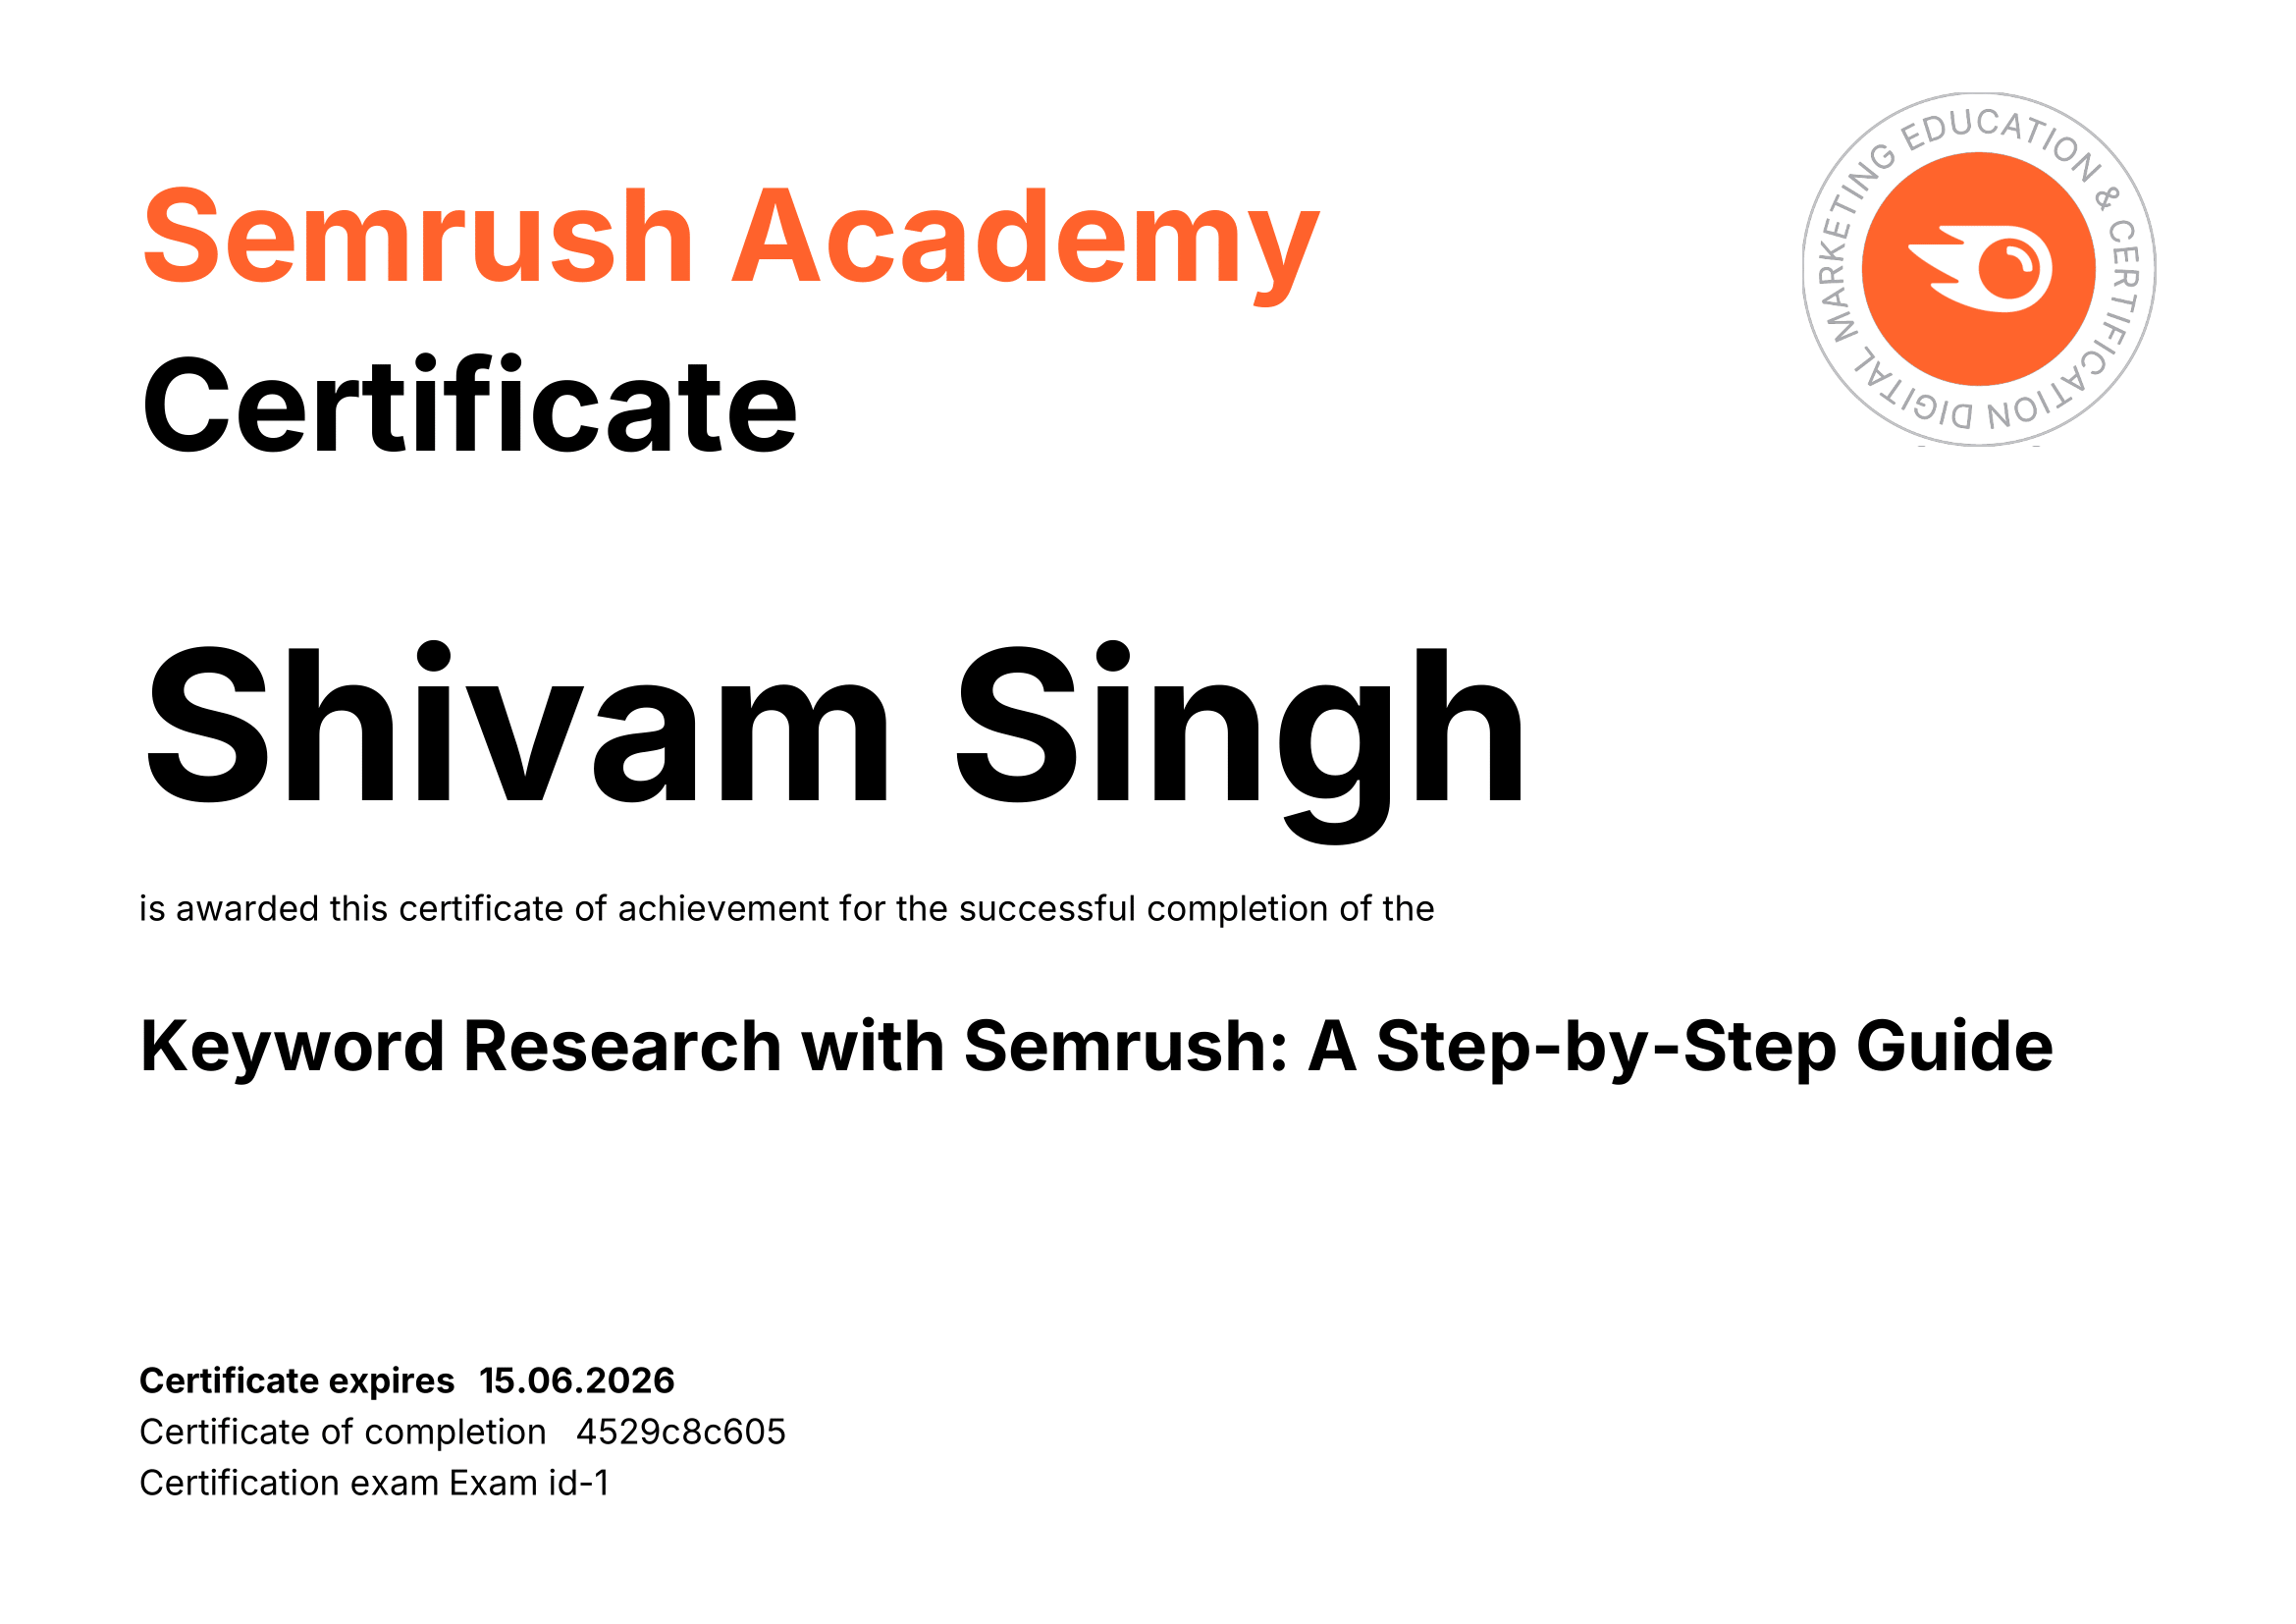 Semrush Academy
Certificate
DIGITAL MARKETING EDUCATION & CERTIFICATION
Shivam Singh
is awarded this certificate of achievement for the successful completion of the
Keyword Research with Semrush: A Step-by-Step Guide
Certificate expires 15.06.2026
Certificate of completion 4529c8c605
Certification exam Exam id-1